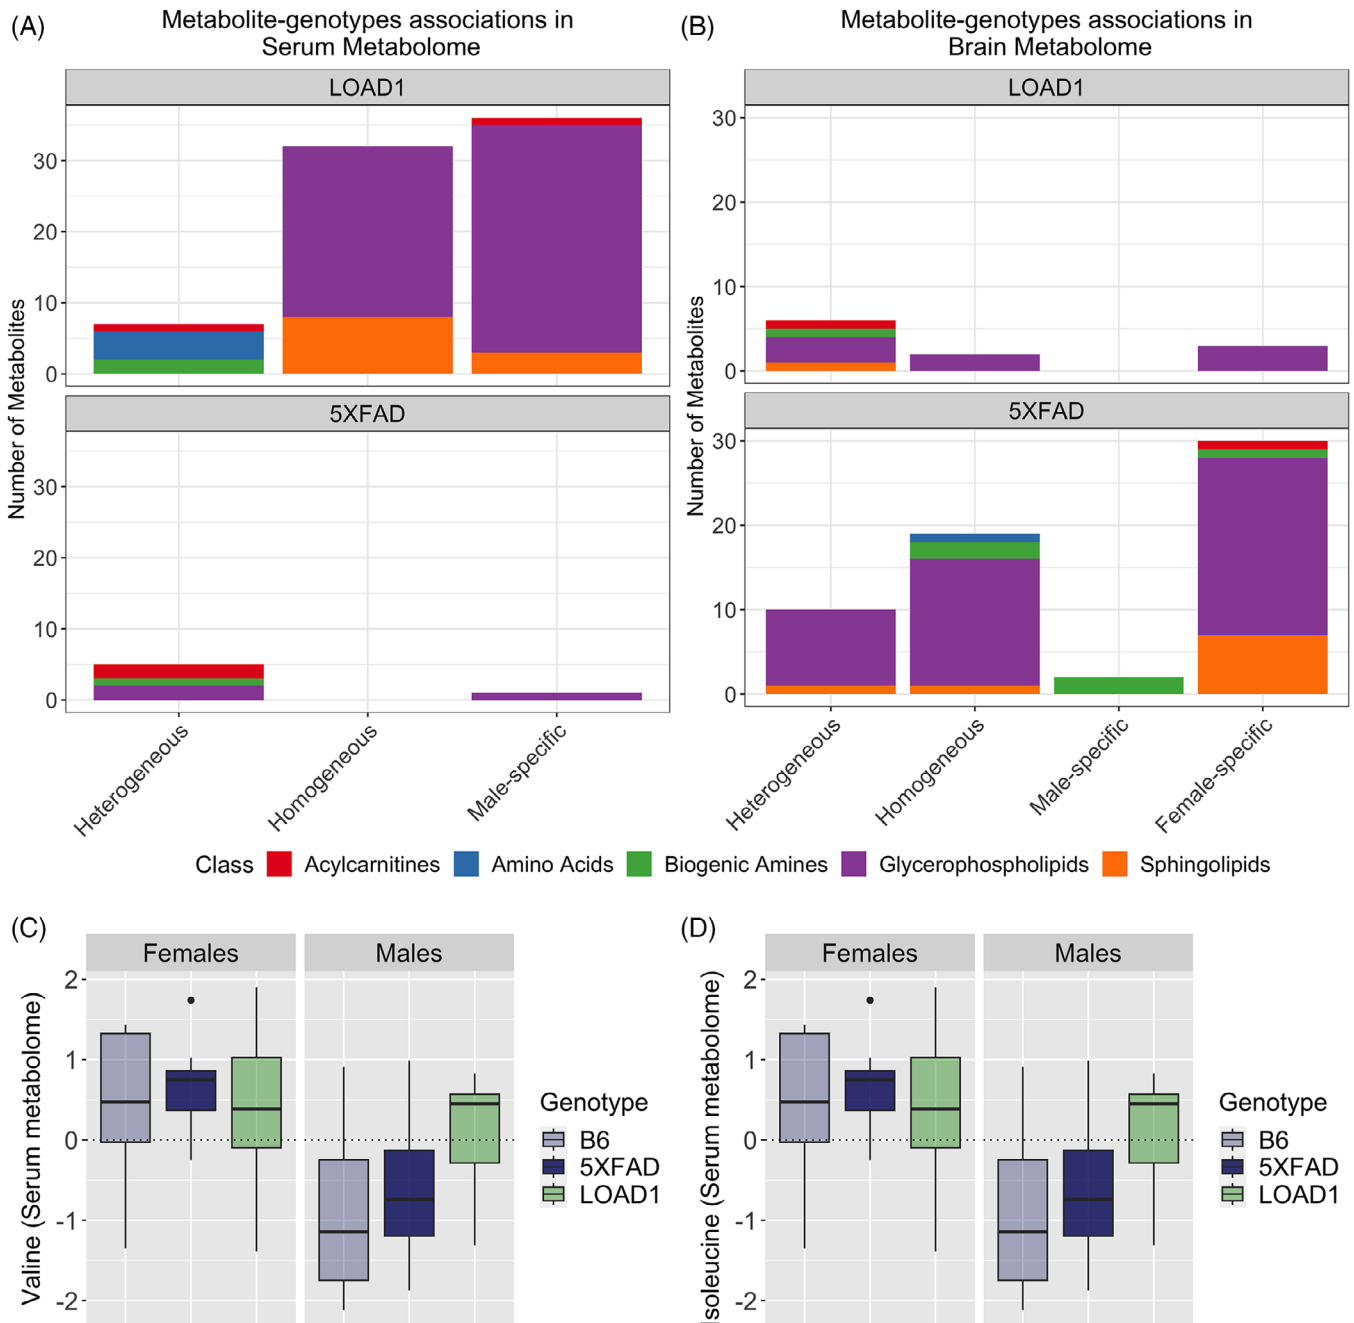 (A)
Metabolite-genotypes associations in
Serum Metabolome
LOAD1
30
20
10
0
5XFAD
30
20
10
0
Number of Metabolites
Heterogeneous
Homogeneous
Male-specific
(B)
Metabolite-genotypes associations in
Brain Metabolome
LOAD1
30
20
10
0
5XFAD
30
20
10
0
Number of Metabolites
Heterogeneous
Homogeneous
Male-specific
Female-specific
Class Acylcarnitines Amino Acids Biogenic Amines Glycerophospholipids Sphingolipids
(C)
Females Males
Valine (Serum metabolome)
2
1
0
-1
-2
Genotype
B6
5XFAD
LOAD1
(D)
Females Males
Isoleucine (Serum metabolome)
2
1
0
-1
-2
Genotype
B6
5XFAD
LOAD1